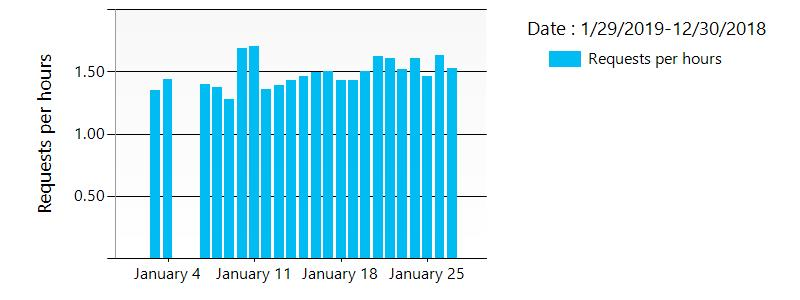 Date : 1/29/2019-12/30/2018
Requests per hours
Requests per hours
1.50
1.00
0.50
January 4 January 11 January 18 January 25